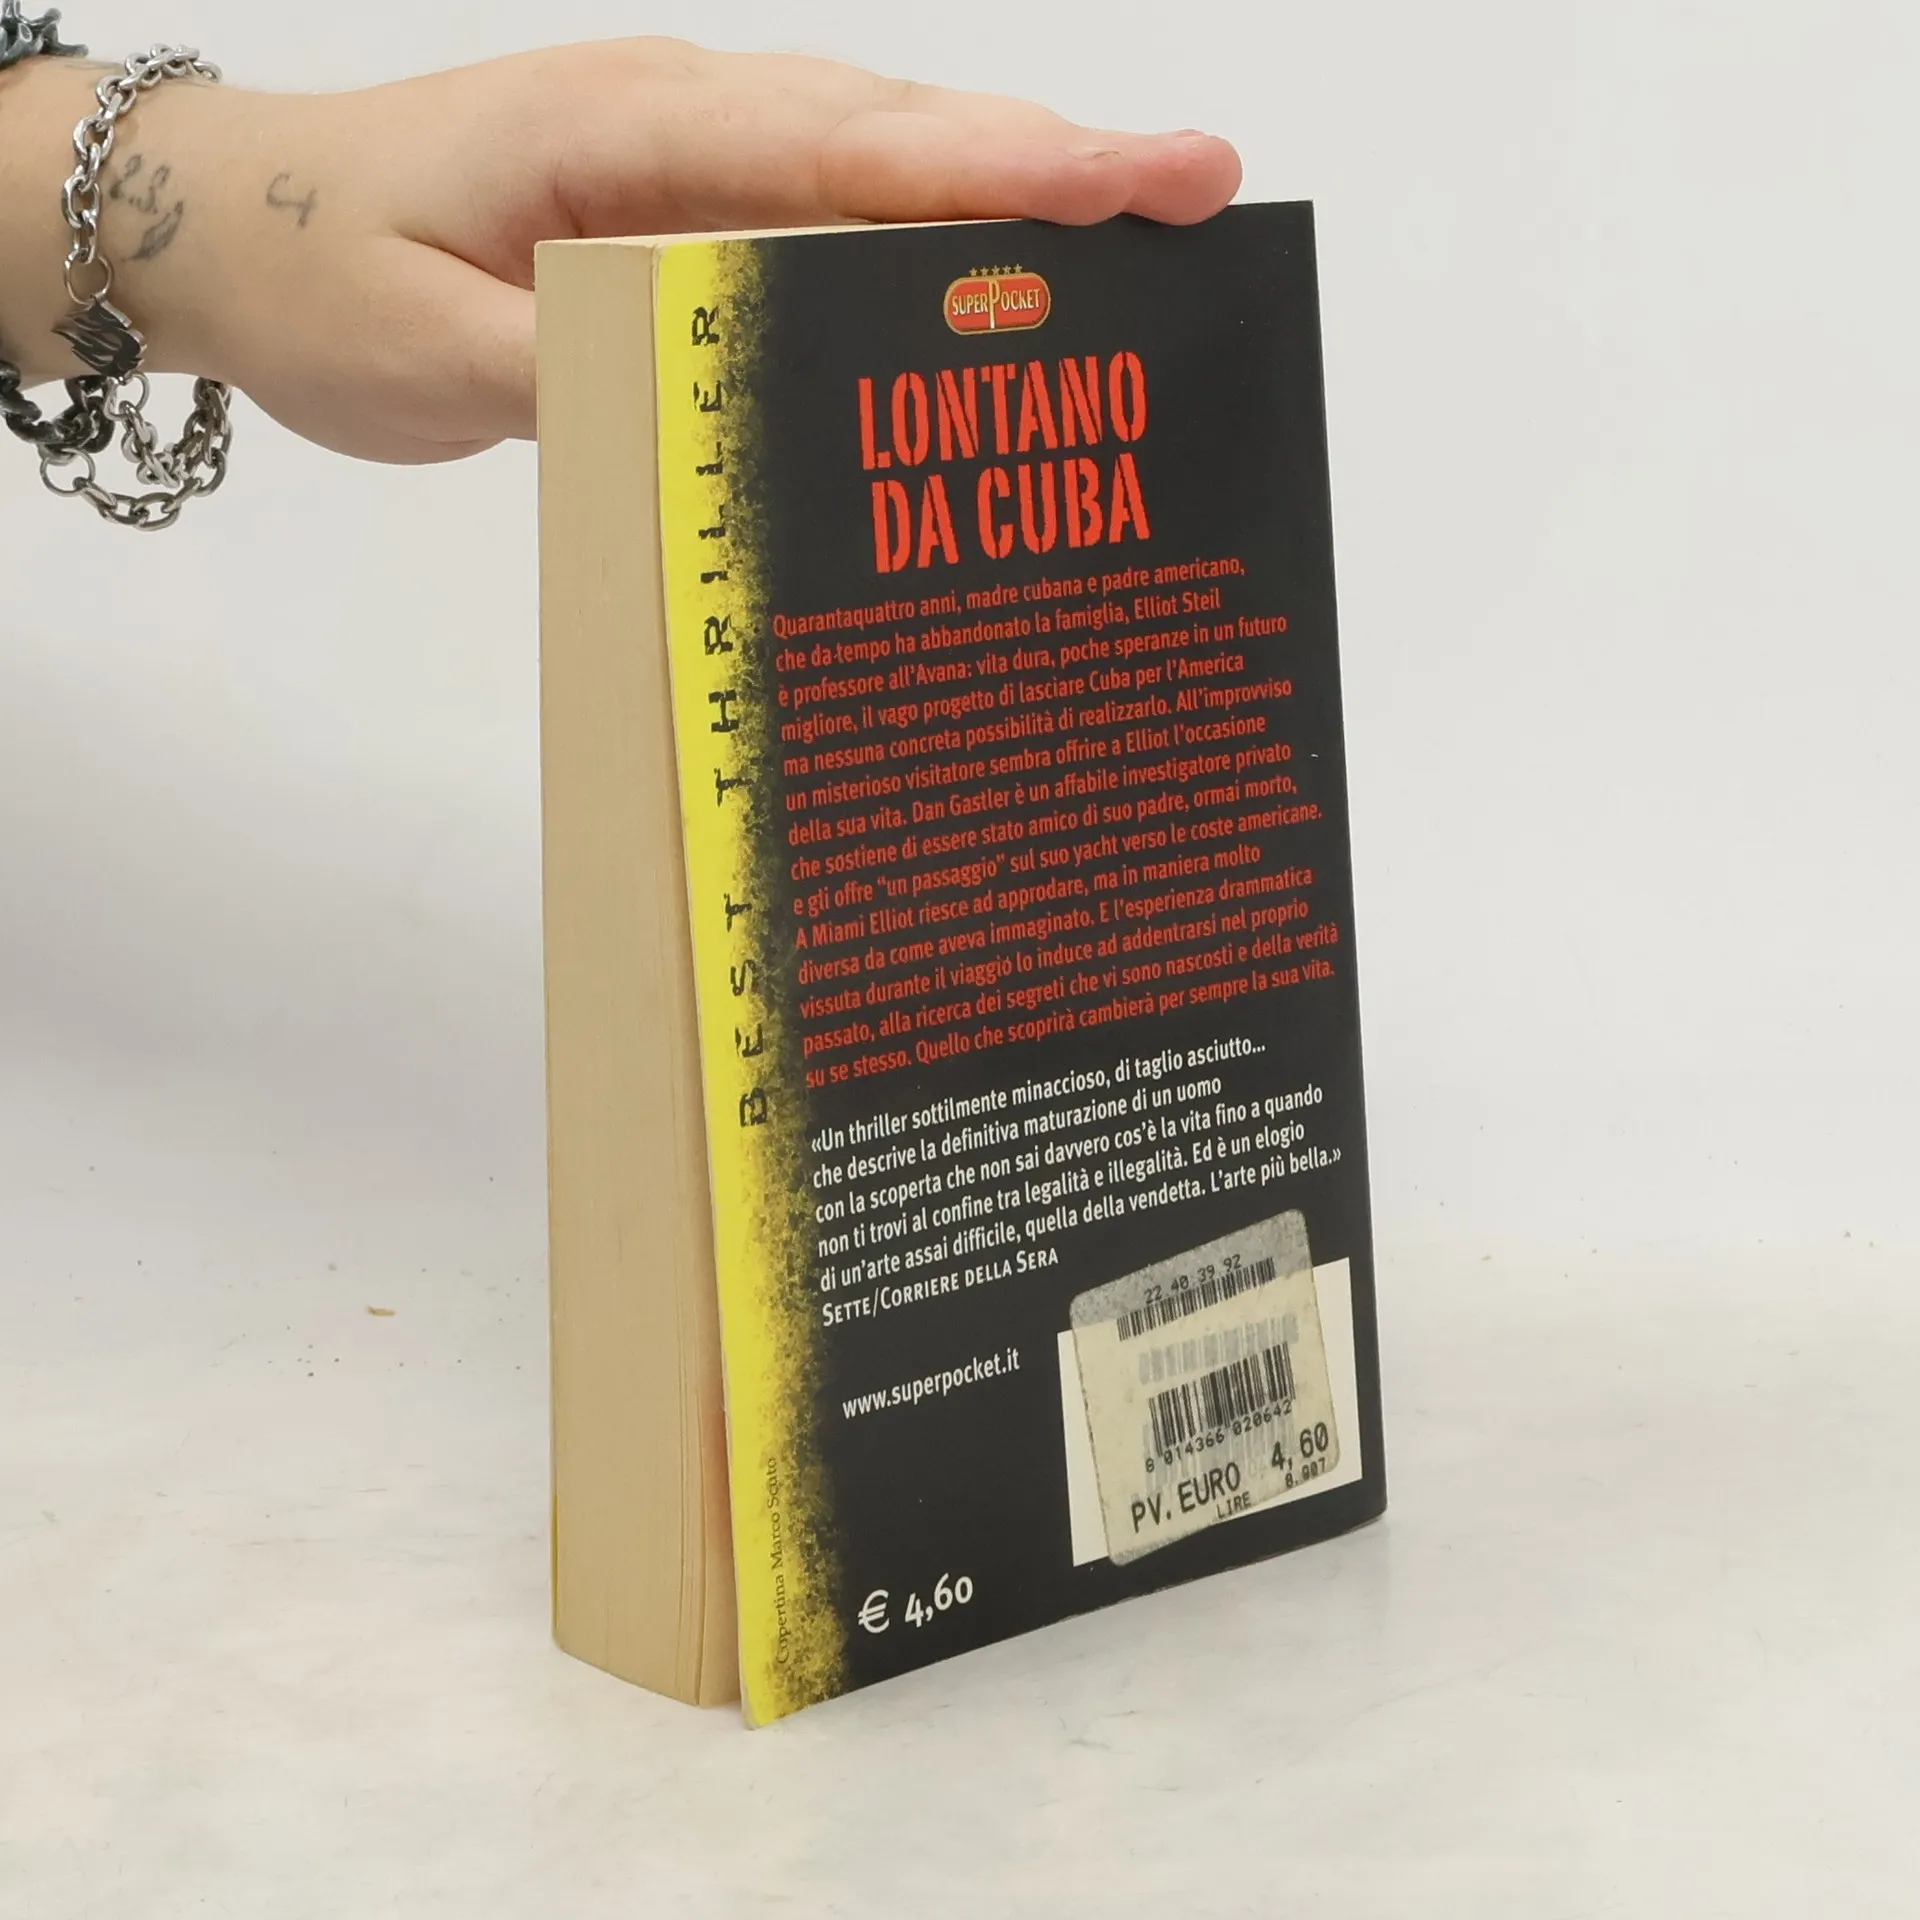 SUPERPOCKET
LONTANO
DA CUBA
Quarantaquattro anni, madre cubana e padre americano,
che da tempo ha abbandonato la famiglia, Elliot Steil
è professore all'Avana: vita dura, poche speranze in un futuro
migliore, il vago progetto di lasciare Cuba per l'America
ma nessuna concreta possibilità di realizzarlo. All'improvviso
un misterioso visitatore sembra offrire a Elliot l'occasione
della sua vita. Dan Gastler è un affabile investigatore privato
che sostiene di essere stato amico di suo padre, ormai morto,
e gli offre "un passaggio" sul suo yacht verso le coste americane.
A Miami Elliot riesce ad approdare, ma in maniera molto
diversa da come aveva immaginato. E l'esperienza drammatica
vissuta durante il viaggio lo induce ad addentrarsi nel proprio
passato, alla ricerca dei segreti che vi sono nascosti e della verità
su se stesso. Quello che scoprirà cambierà per sempre la sua vita.
«Un thriller sottilmente minaccioso, di taglio asciutto...
che descrive la definitiva maturazione di un uomo
con la scoperta che non sai davvero cos'è la vita fino a quando
non ti trovi al confine tra legalità e illegalità. Ed è un elogio
di un'arte assai difficile, quella della vendetta. L'arte più bella.»
SETTE/CORRIERE DELLA SERA
www.superpocket.it
22 40 39 92
8 014366 020642
PV. EURO 4,60
LIRE 8.907
€ 4,60
BEST THRILLER
Copertina Marco Scuto